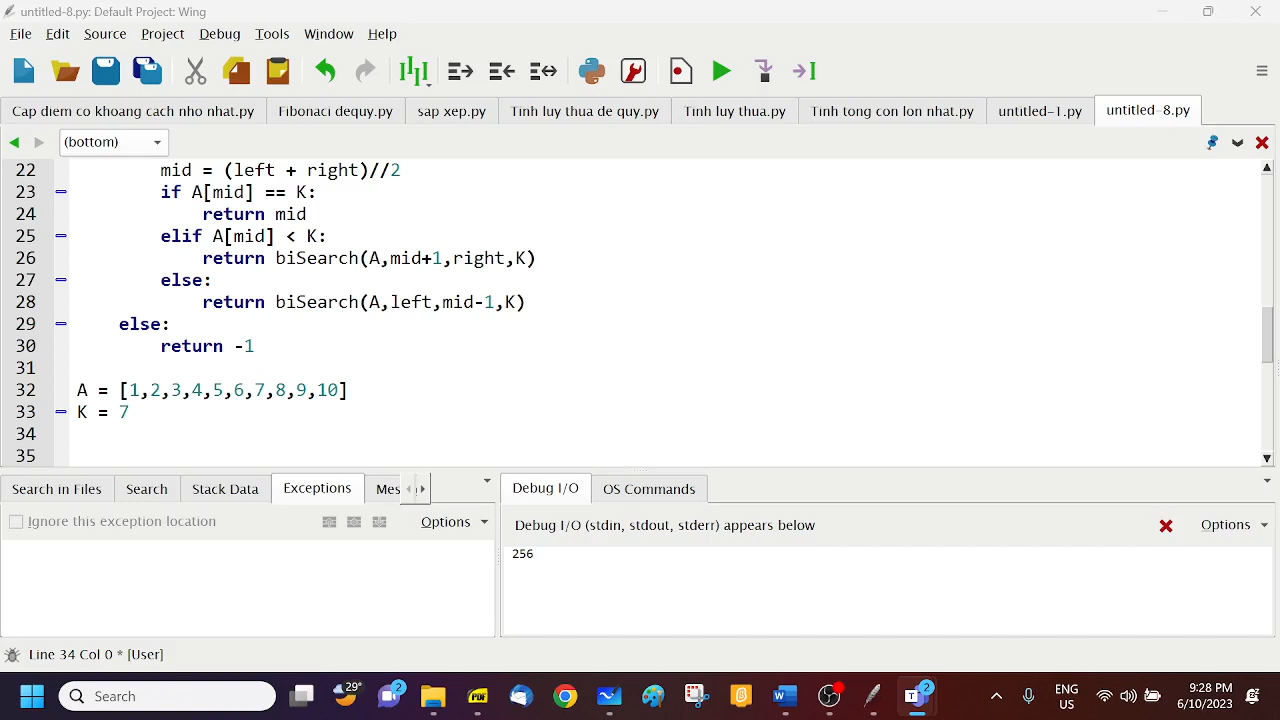 untitled-8.py: Default Project: Wing
File Edit Source Project Debug Tools Window Help
Cap diem co khoang cach nho nhat.py Fibonaci dequy.py sap xep.py Tinh luy thua de quy.py Tinh luy thua.py Tinh tong con lon nhat.py untitled-1.py untitled-8.py
(bottom)
22 mid = (left + right)//2
23 if A[mid] == K:
24 return mid
25 elif A[mid] < K:
26 return biSearch(A,mid+1,right,K)
27 else:
28 return biSearch(A,left,mid-1,K)
29 else:
30 return -1
31
32 A = [1,2,3,4,5,6,7,8,9,10]
33 K = 7
34
35
Search in Files Search Stack Data Exceptions Mes Debug I/O OS Commands
Ignore this exception location Options Debug I/O (stdin, stdout, stderr) appears below Options
256
Line 34 Col 0 * [User]
Search 29° 2 PDF 2 ENG 9:28 PM
US 6/10/2023